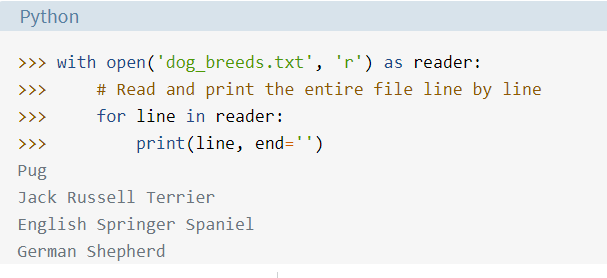 Python
>>> with open('dog_breeds.txt', 'r') as reader:
>>>     # Read and print the entire file line by line
>>>     for line in reader:
>>>         print(line, end='')
Pug
Jack Russell Terrier
English Springer Spaniel
German Shepherd